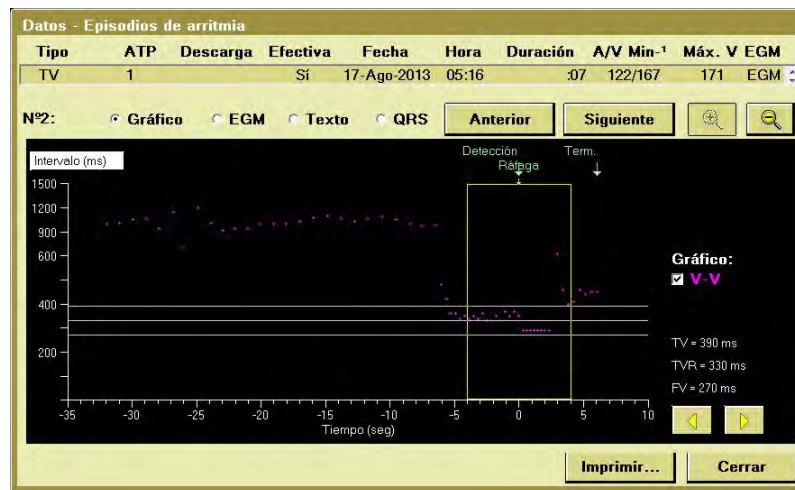 Datos - Episodios de arritmia
Tipo ATP Descarga Efectiva Fecha Hora Duración A/V Min-¹ Máx. V EGM
TV 1 Sí 17-Ago-2013 05:16 :07 122/167 171 EGM
Nº2: Gráfico EGM Texto QRS Anterior Siguiente
Intervalo (ms)
Detección Term.
Ráfaga
1500
1200
900
600
400
200
Gráfico:
V-V
TV = 390 ms
TVR = 330 ms
FV = 270 ms
-35 -30 -25 -20 -15 -10 -5 0 5 10
Tiempo (seg)
Imprimir... Cerrar